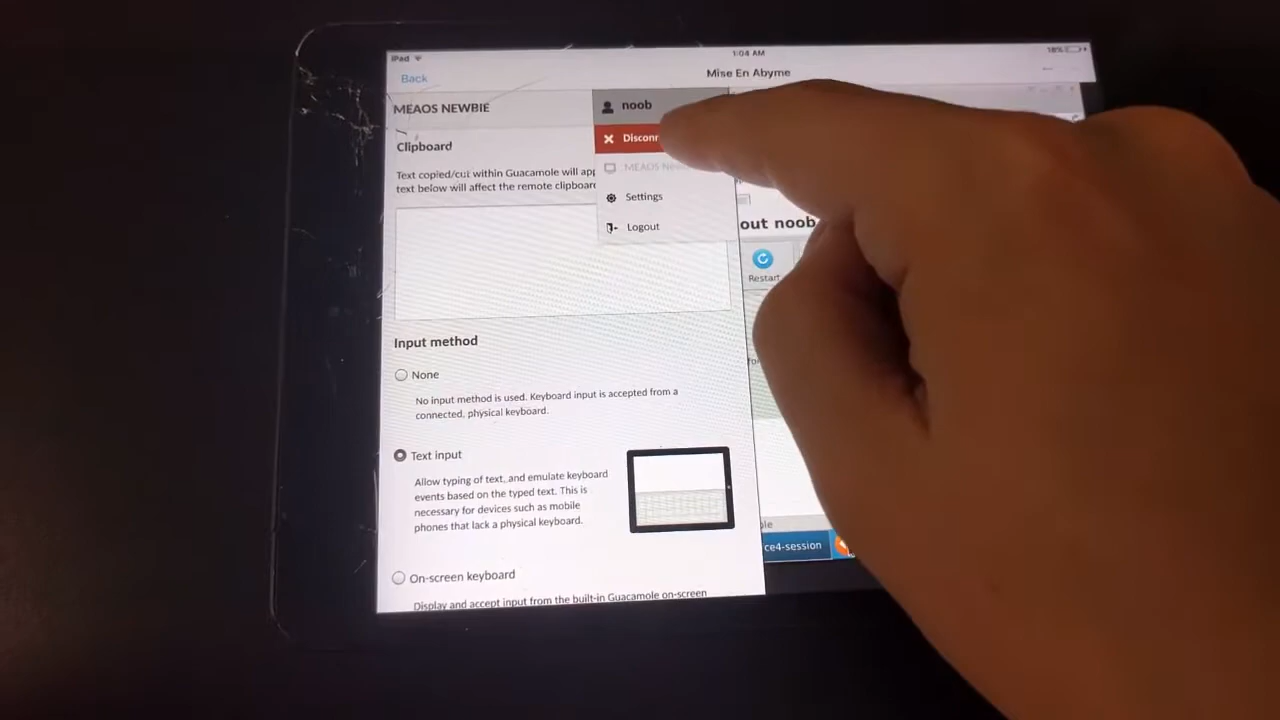 iPad
1:04 AM
18%
Back
Mise En Abyme
MEAOS NEWBIE
noob
Clipboard
Text copied/cut within Guacamole will app
text below will affect the remote clipboard
Disconn
MEAOS New
Settings
Logout
out noob
Restart
Input method
None
No input method is used. Keyboard input is accepted from a
connected, physical keyboard.
Text input
Allow typing of text, and emulate keyboard
events based on the typed text. This is
necessary for devices such as mobile
phones that lack a physical keyboard.
ce4-session
On-screen keyboard
Display and accept input from the built-in Guacamole on-screen